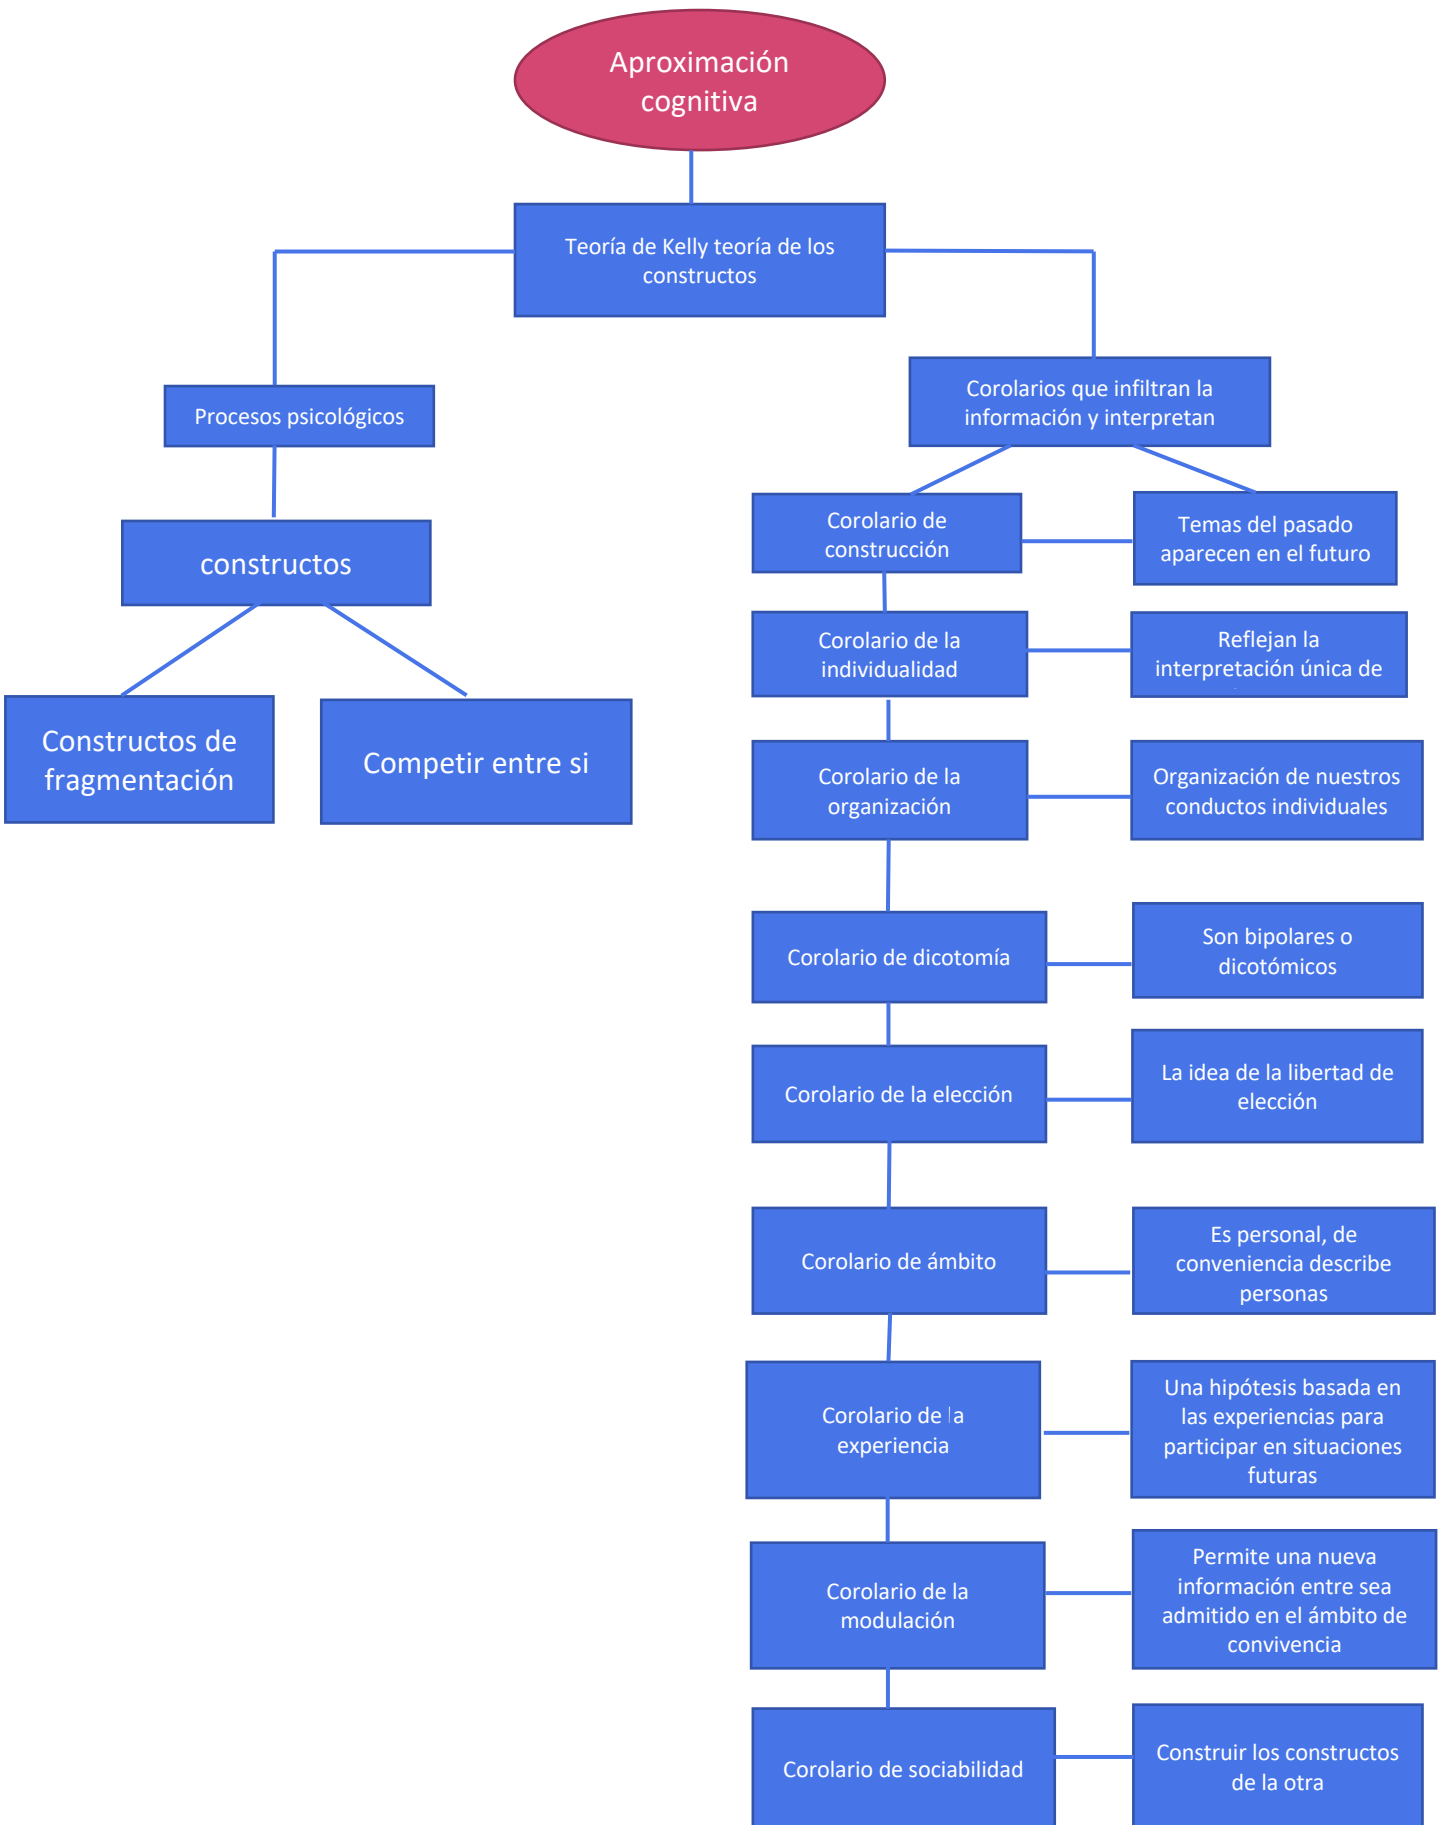 Aproximación
cognitiva
Teoría de Kelly teoría de los
constructos
Procesos psicológicos
Corolarios que infiltran la
información y interpretan
constructos
Constructos de
fragmentación
Competir entre si
Corolario de
construcción
Temas del pasado
aparecen en el futuro
Corolario de la
individualidad
Reflejan la
interpretación única de
Corolario de la
organización
Organización de nuestros
conductos individuales
Corolario de dicotomía
Son bipolares o
dicotómicos
Corolario de la elección
La idea de la libertad de
elección
Corolario de ámbito
Es personal, de
conveniencia describe
personas
Corolario de la
experiencia
Una hipótesis basada en
las experiencias para
participar en situaciones
futuras
Corolario de la
modulación
Permite una nueva
información entre sea
admitido en el ámbito de
convivencia
Corolario de sociabilidad
Construir los constructos
de la otra